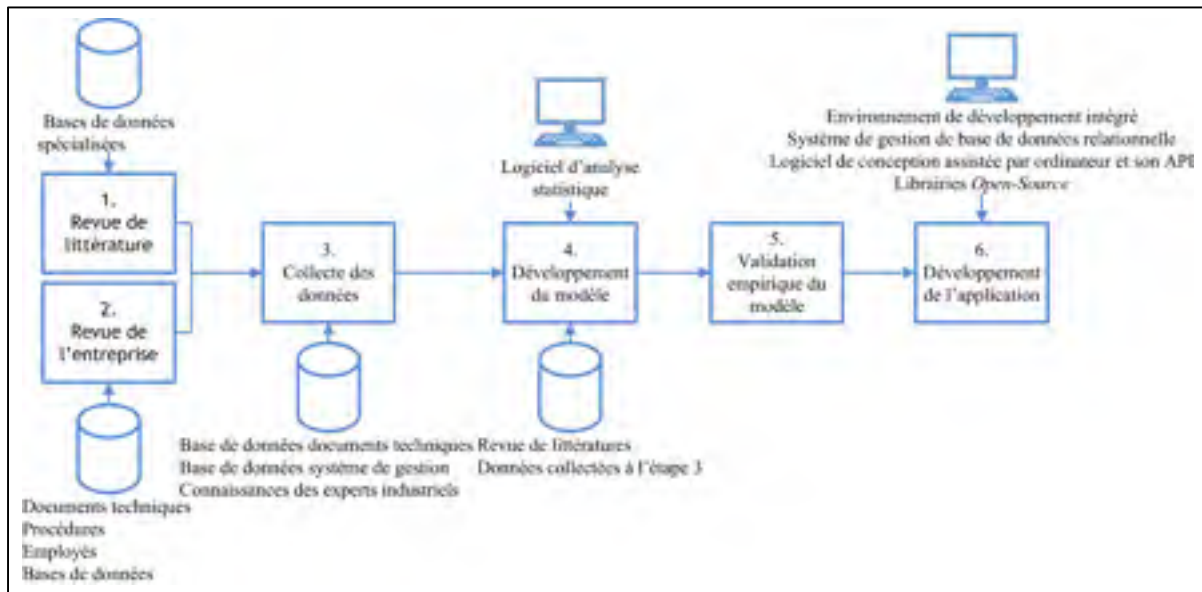 Bases de données
spécialisées
1.
Revue de
littérature
2.
Revue de
l'entreprise
Documents techniques
Procédures
Employés
Bases de données
3.
Collecte des
données
Base de données documents techniques
Base de données système de gestion
Connaissances des experts industriels
Logiciel d'analyse
statistique
4.
Développement
du modèle
Revue de littératures
Données collectées à l'étape 3
5.
Validation
empirique du
modèle
Environnement de développement intégré
Système de gestion de base de données relationnelle
Logiciel de conception assistée par ordinateur et son API
Librairies Open-Source
6.
Développement
de l'application